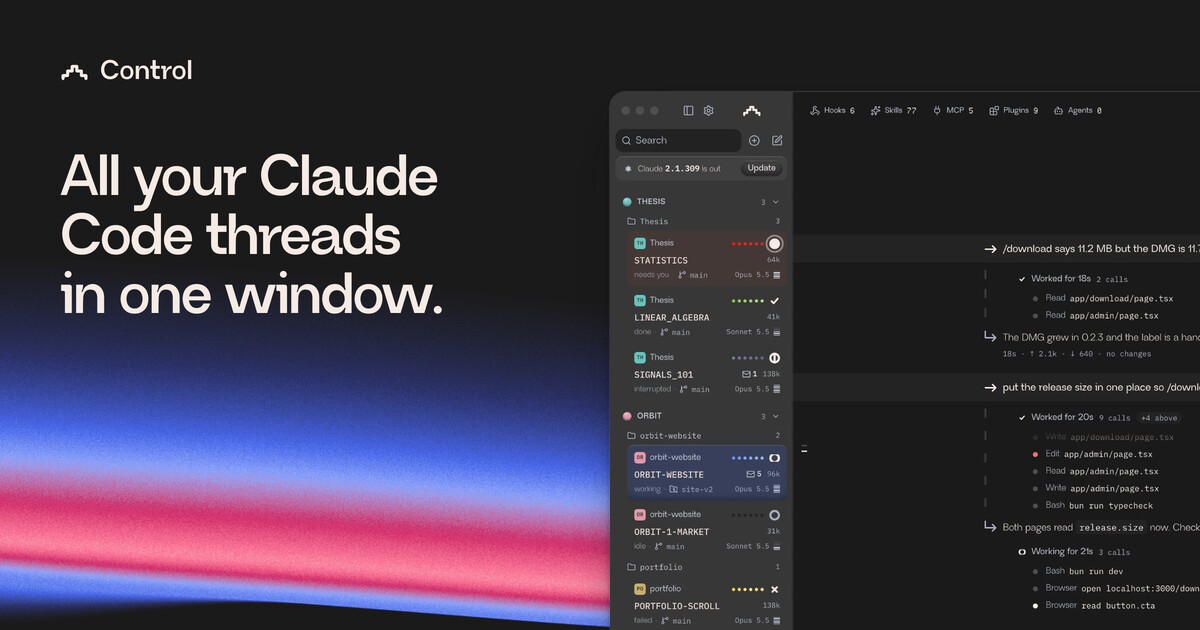 Control
All your Claude
Code threads
in one window.
Hooks 6 Skills 77 MCP 5 Plugins 9 Agents 0
Search
Claude 2.1.309 is out Update
THESIS 3
Thesis 3
TH Thesis
STATISTICS 64k
needs you · main Opus 5.5
TH Thesis
LINEAR_ALGEBRA 41k
done · main Sonnet 5.5
TH Thesis
SIGNALS_101 1 138k
interrupted · main Opus 5.5
ORBIT 3
orbit-website 2
OR orbit-website
ORBIT-WEBSITE 5 96k
working · site-v2 Opus 5.5
OR orbit-website
ORBIT-1-MARKET 31k
idle · main Sonnet 5.5
portfolio 1
PO portfolio
PORTFOLIO-SCROLL 138k
failed · main Opus 5.5
/download says 11.2 MB but the DMG is 11.7
Worked for 18s 2 calls
Read app/download/page.tsx
Read app/admin/page.tsx
The DMG grew in 0.2.3 and the label is a hand
18s · ↑ 2.1k · ↓ 640 · no changes
put the release size in one place so /downl
Worked for 20s 9 calls +4 above
Write app/download/page.tsx
Edit app/admin/page.tsx
Read app/admin/page.tsx
Write app/admin/page.tsx
Bash bun run typecheck
Both pages read release.size now. Check
Working for 21s 3 calls
Bash bun run dev
Browser open localhost:3000/down
Browser read button.cta